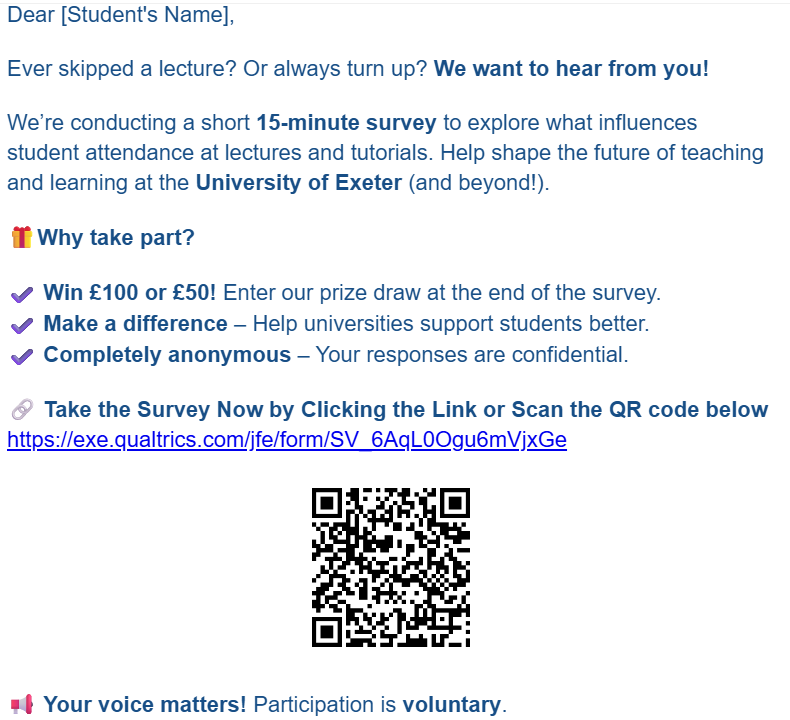 Dear [Student's Name],
Ever skipped a lecture? Or always turn up? We want to hear from you!
We’re conducting a short 15-minute survey to explore what influences
student attendance at lectures and tutorials. Help shape the future of teaching
and learning at the University of Exeter (and beyond!).
🎁Why take part?
✔ Win £100 or £50! Enter our prize draw at the end of the survey.
✔ Make a difference – Help universities support students better.
✔ Completely anonymous – Your responses are confidential.
🔗 Take the Survey Now by Clicking the Link or Scan the QR code below
https://exe.qualtrics.com/jfe/form/SV_6AqL0Ogu6mVjxGe
📢 Your voice matters! Participation is voluntary.